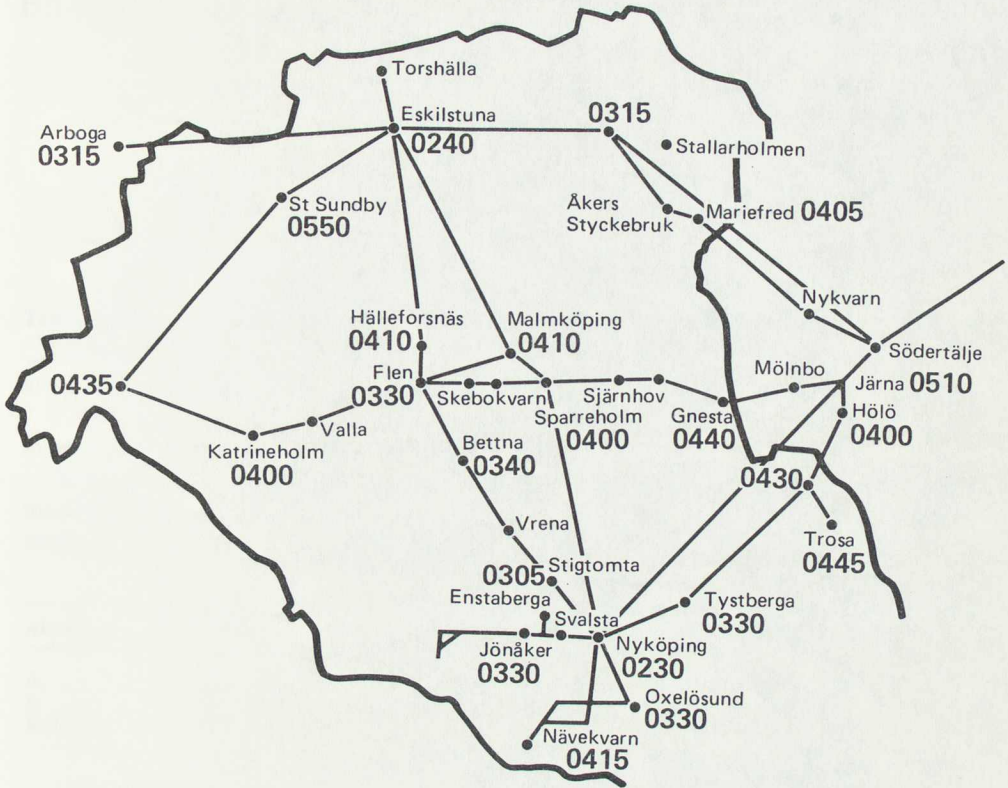 Torshälla
Eskilstuna
0240
Arboga
0315
0315
Stallarholmen
St Sundby
0550
Åkers
Styckebruk
Mariefred 0405
Nykvarn
Södertälje
Hälleforsnäs
0410
Malmköping
0410
Flen
0330
Skebokvarn
Sparreholm
0400
Sjärnhov
Gnesta
0440
Mölnbo
Järna 0510
Hölö
0400
0435
Valla
Katrineholm
0400
Bettna
0340
0430
Trosa
0445
Vrena
0305
Stigtomta
Enstaberga
Svalsta
Tystberga
0330
Jönåker
0330
Nyköping
0230
Oxelösund
0330
Nävekvarn
0415